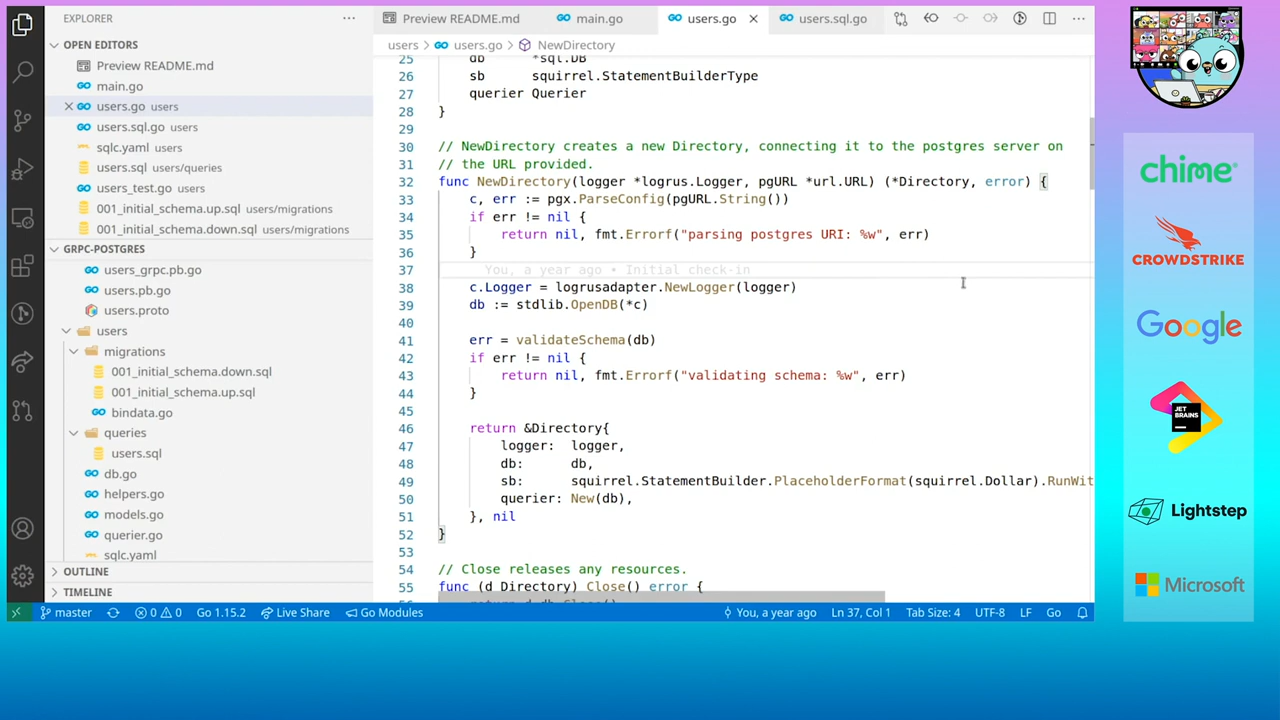 EXPLORER
OPEN EDITORS
Preview README.md
main.go
users.go users
users.sql.go users
sqlc.yaml users
users.sql users/queries
users_test.go users
001_initial_schema.up.sql users/migrations
001_initial_schema.down.sql users/migrations
GRPC-POSTGRES
users_grpc.pb.go
users.pb.go
users.proto
users
migrations
001_initial_schema.down.sql
001_initial_schema.up.sql
bindata.go
queries
users.sql
db.go
helpers.go
models.go
querier.go
sqlc.yaml
OUTLINE
TIMELINE
Preview README.md
main.go
users.go
users.sql.go
users
users.go
NewDirectory
25 db *sql.DB
26 sb squirrel.StatementBuilderType
27 querier Querier
28 }
29
30 // NewDirectory creates a new Directory, connecting it to the postgres server on
31 // the URL provided.
32 func NewDirectory(logger *logrus.Logger, pgURL *url.URL) (*Directory, error) {
33 c, err := pgx.ParseConfig(pgURL.String())
34 if err != nil {
35 return nil, fmt.Errorf("parsing postgres URI: %w", err)
36 }
37 You, a year ago • Initial check-in
38 c.Logger = logrusadapter.NewLogger(logger)
39 db := stdlib.OpenDB(*c)
40
41 err = validateSchema(db)
42 if err != nil {
43 return nil, fmt.Errorf("validating schema: %w", err)
44 }
45
46 return &Directory{
47 logger: logger,
48 db: db,
49 sb: squirrel.StatementBuilder.PlaceholderFormat(squirrel.Dollar).RunWit
50 querier: New(db),
51 }, nil
52 }
53
54 // Close releases any resources.
55 func (d Directory) Close() error {
master
0 0
Go 1.15.2
Live Share
Go Modules
You, a year ago
Ln 37, Col 1
Tab Size: 4
UTF-8
LF
Go
chime
CROWDSTRIKE
Google
JET
BRAINS
Lightstep
Microsoft